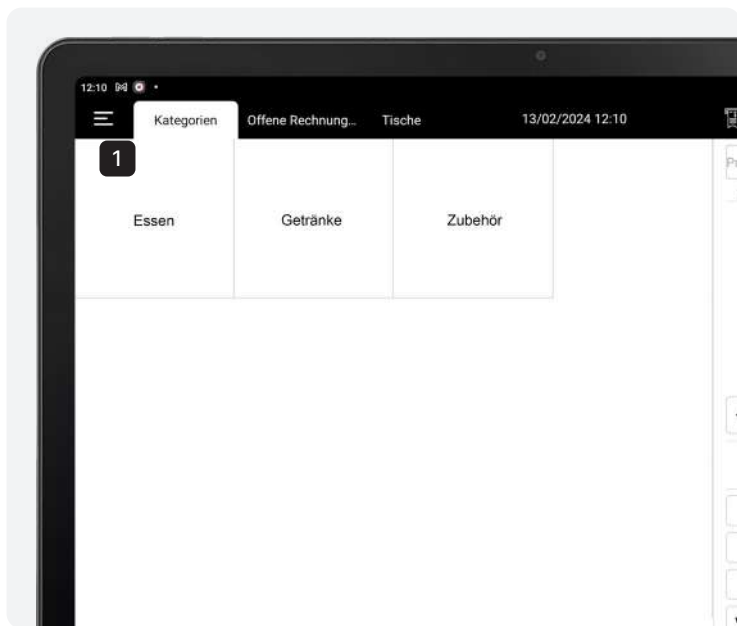 12:10
Kategorien Offene Rechnung... Tische 13/02/2024 12:10
1
Essen Getränke Zubehör